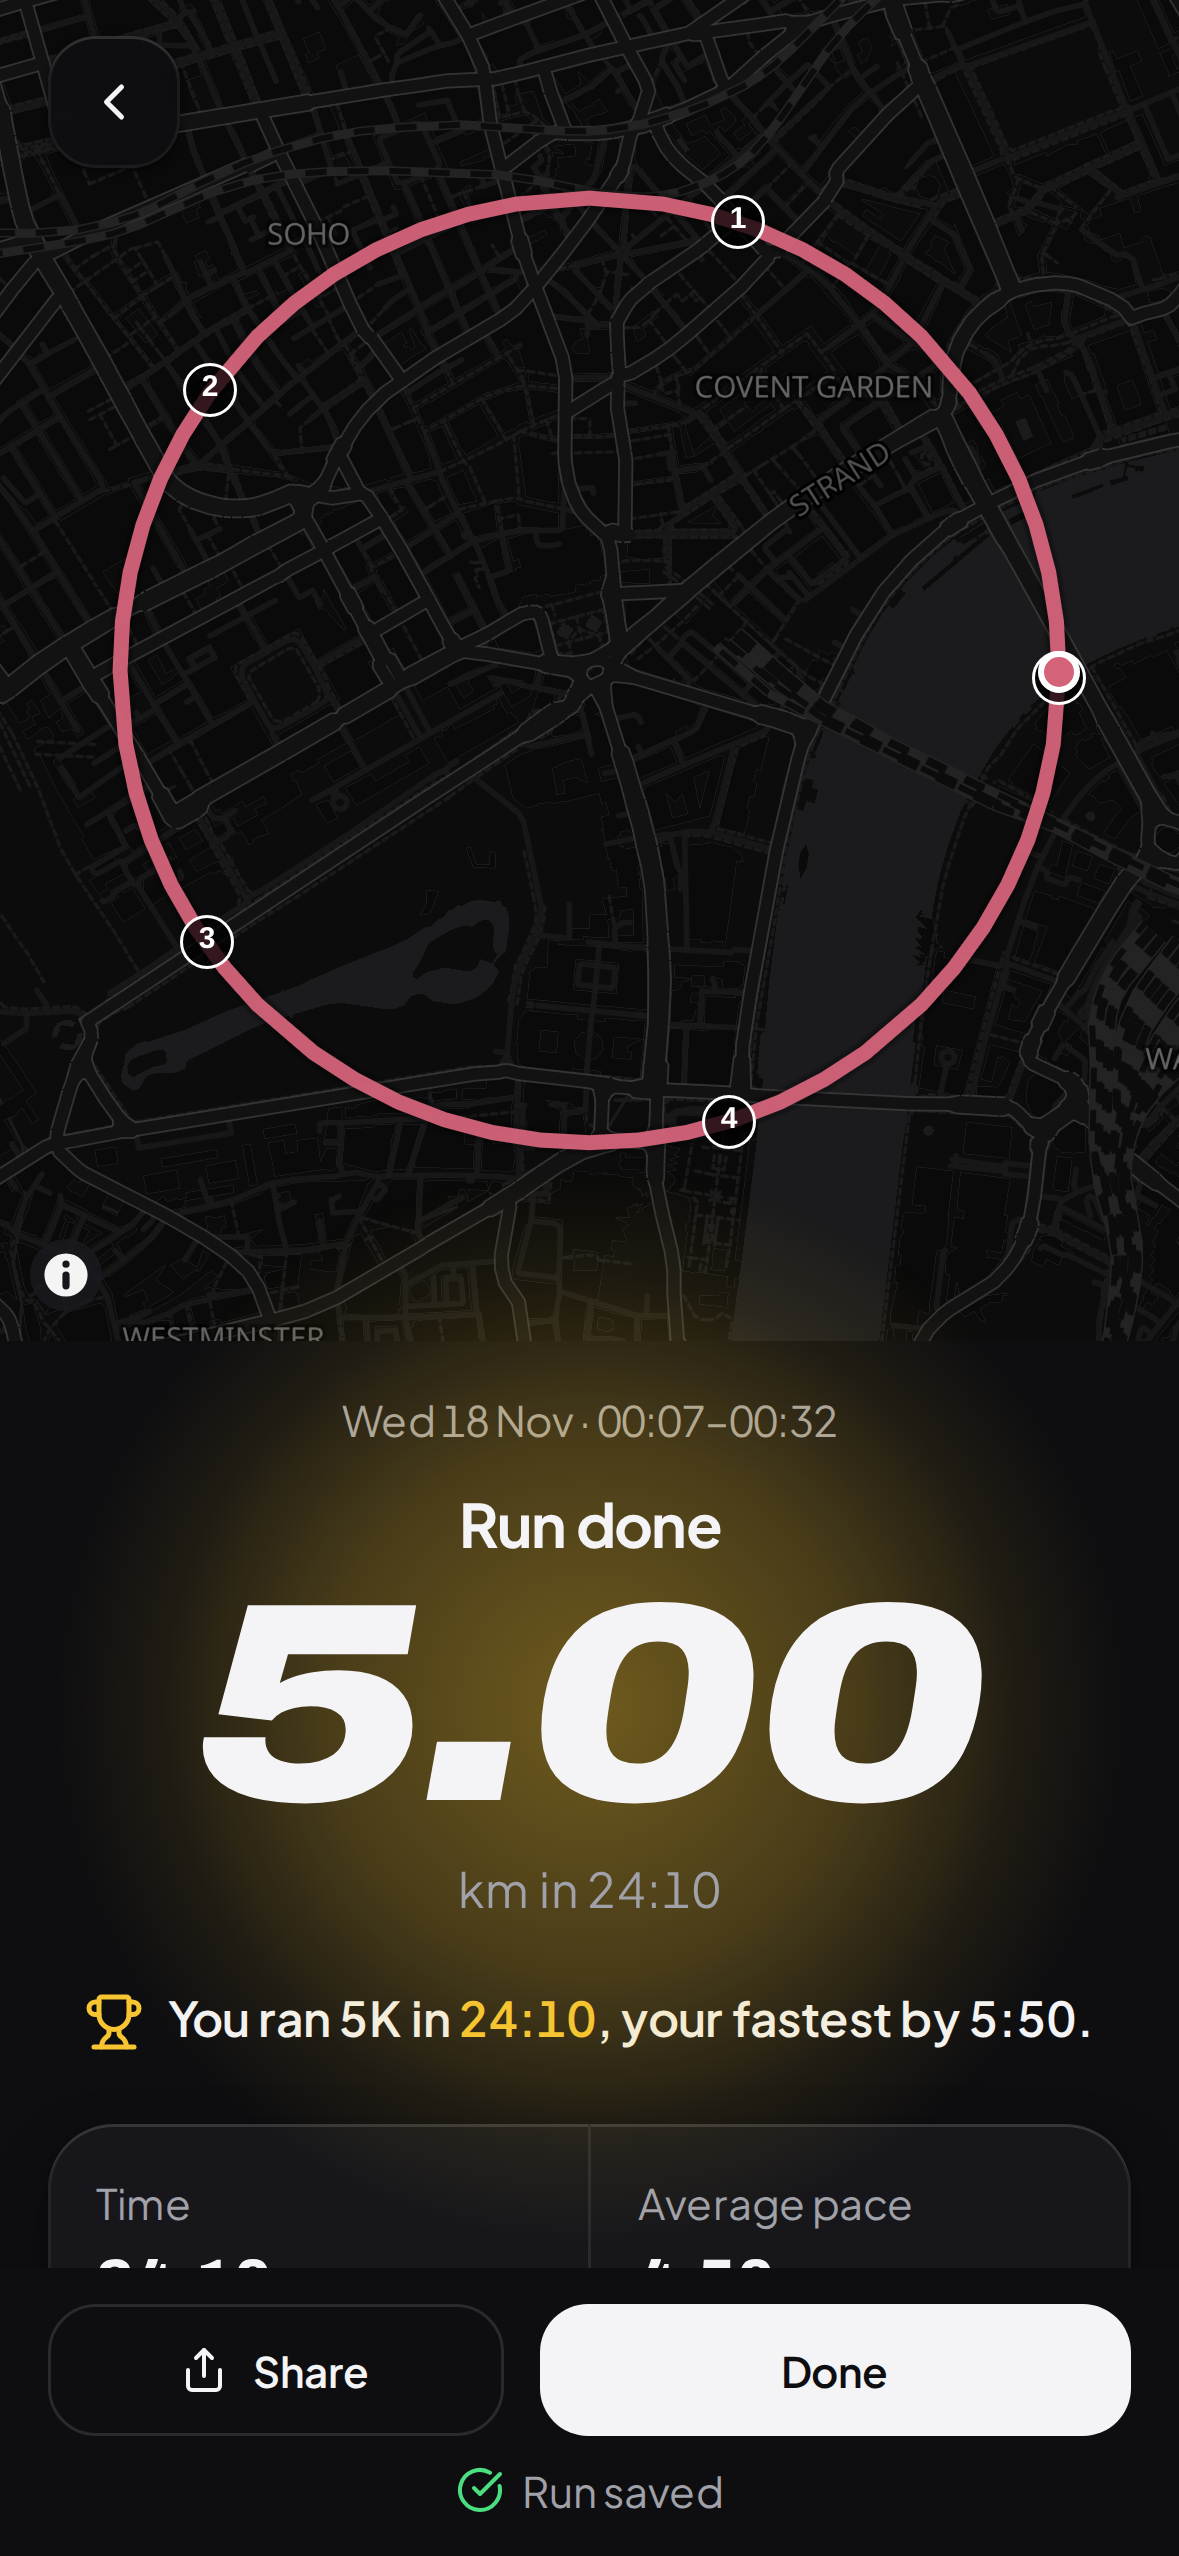 SOHO
1
2
COVENT GARDEN
STRAND
3
4
WESTMINSTER
Wed 18 Nov · 00:07–00:32
Run done
5.00
km in 24:10
You ran 5K in 24:10, your fastest by 5:50.
Time
Average pace
Share
Done
Run saved